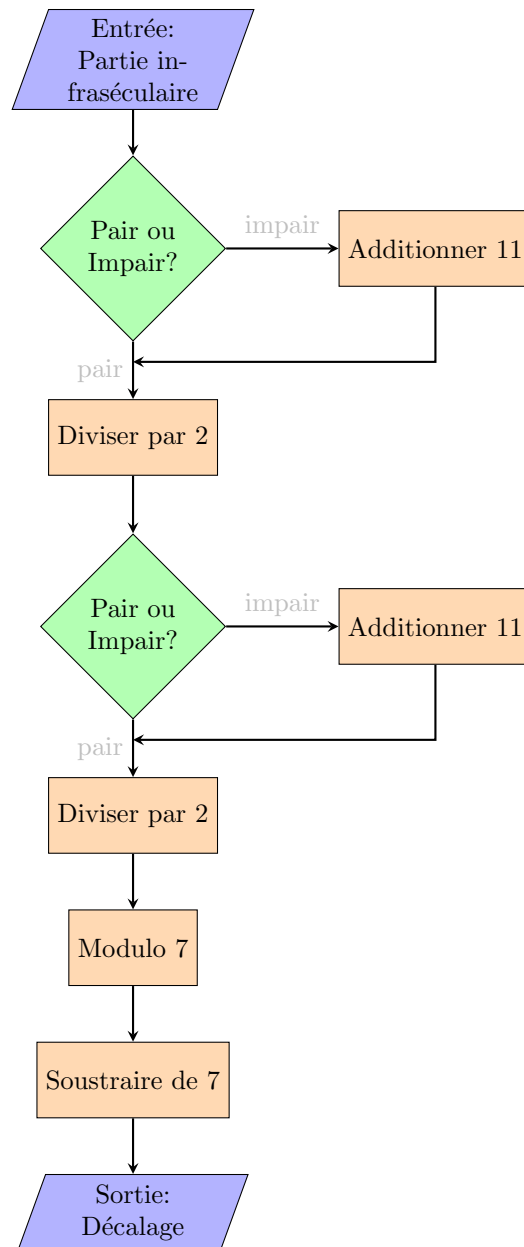 Entrée:
Partie in-
fraséculaire
Pair ou
Impair?
impair
Additionner 11
pair
Diviser par 2
Pair ou
Impair?
impair
Additionner 11
pair
Diviser par 2
Modulo 7
Soustraire de 7
Sortie:
Décalage